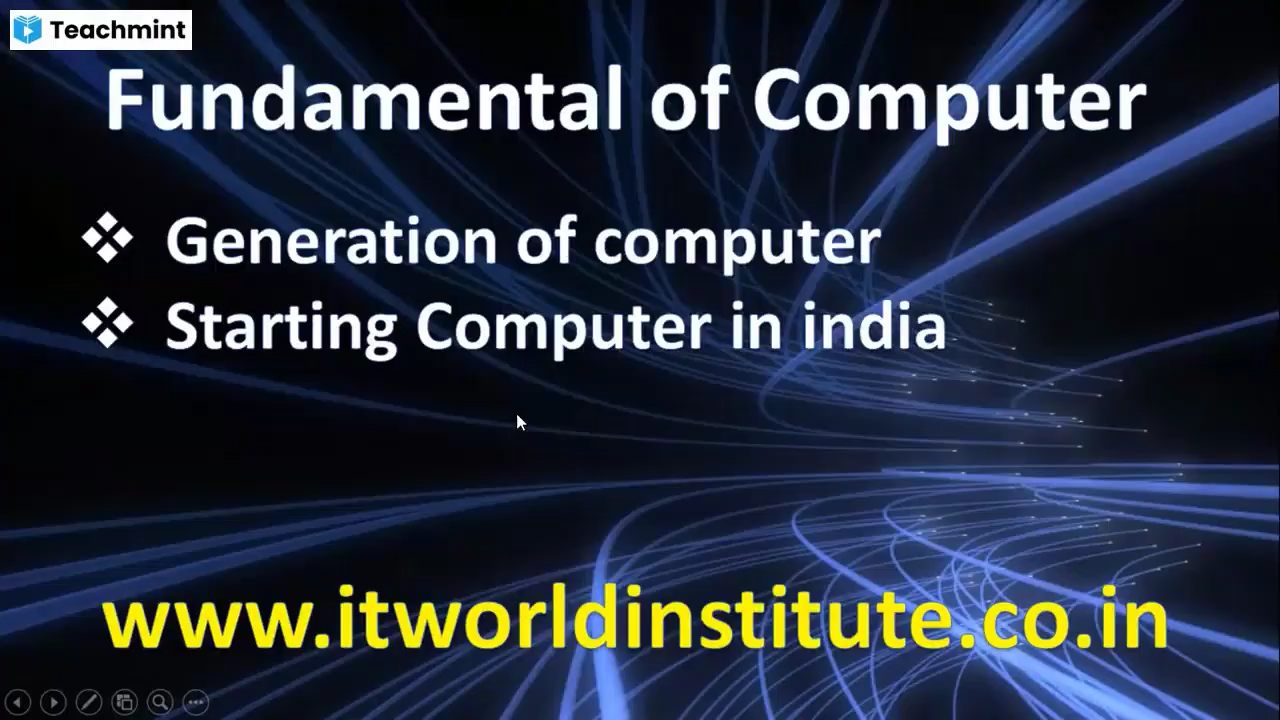 Teachmint
Fundamental of Computer
Generation of computer
Starting Computer in india
www.itworldinstitute.co.in